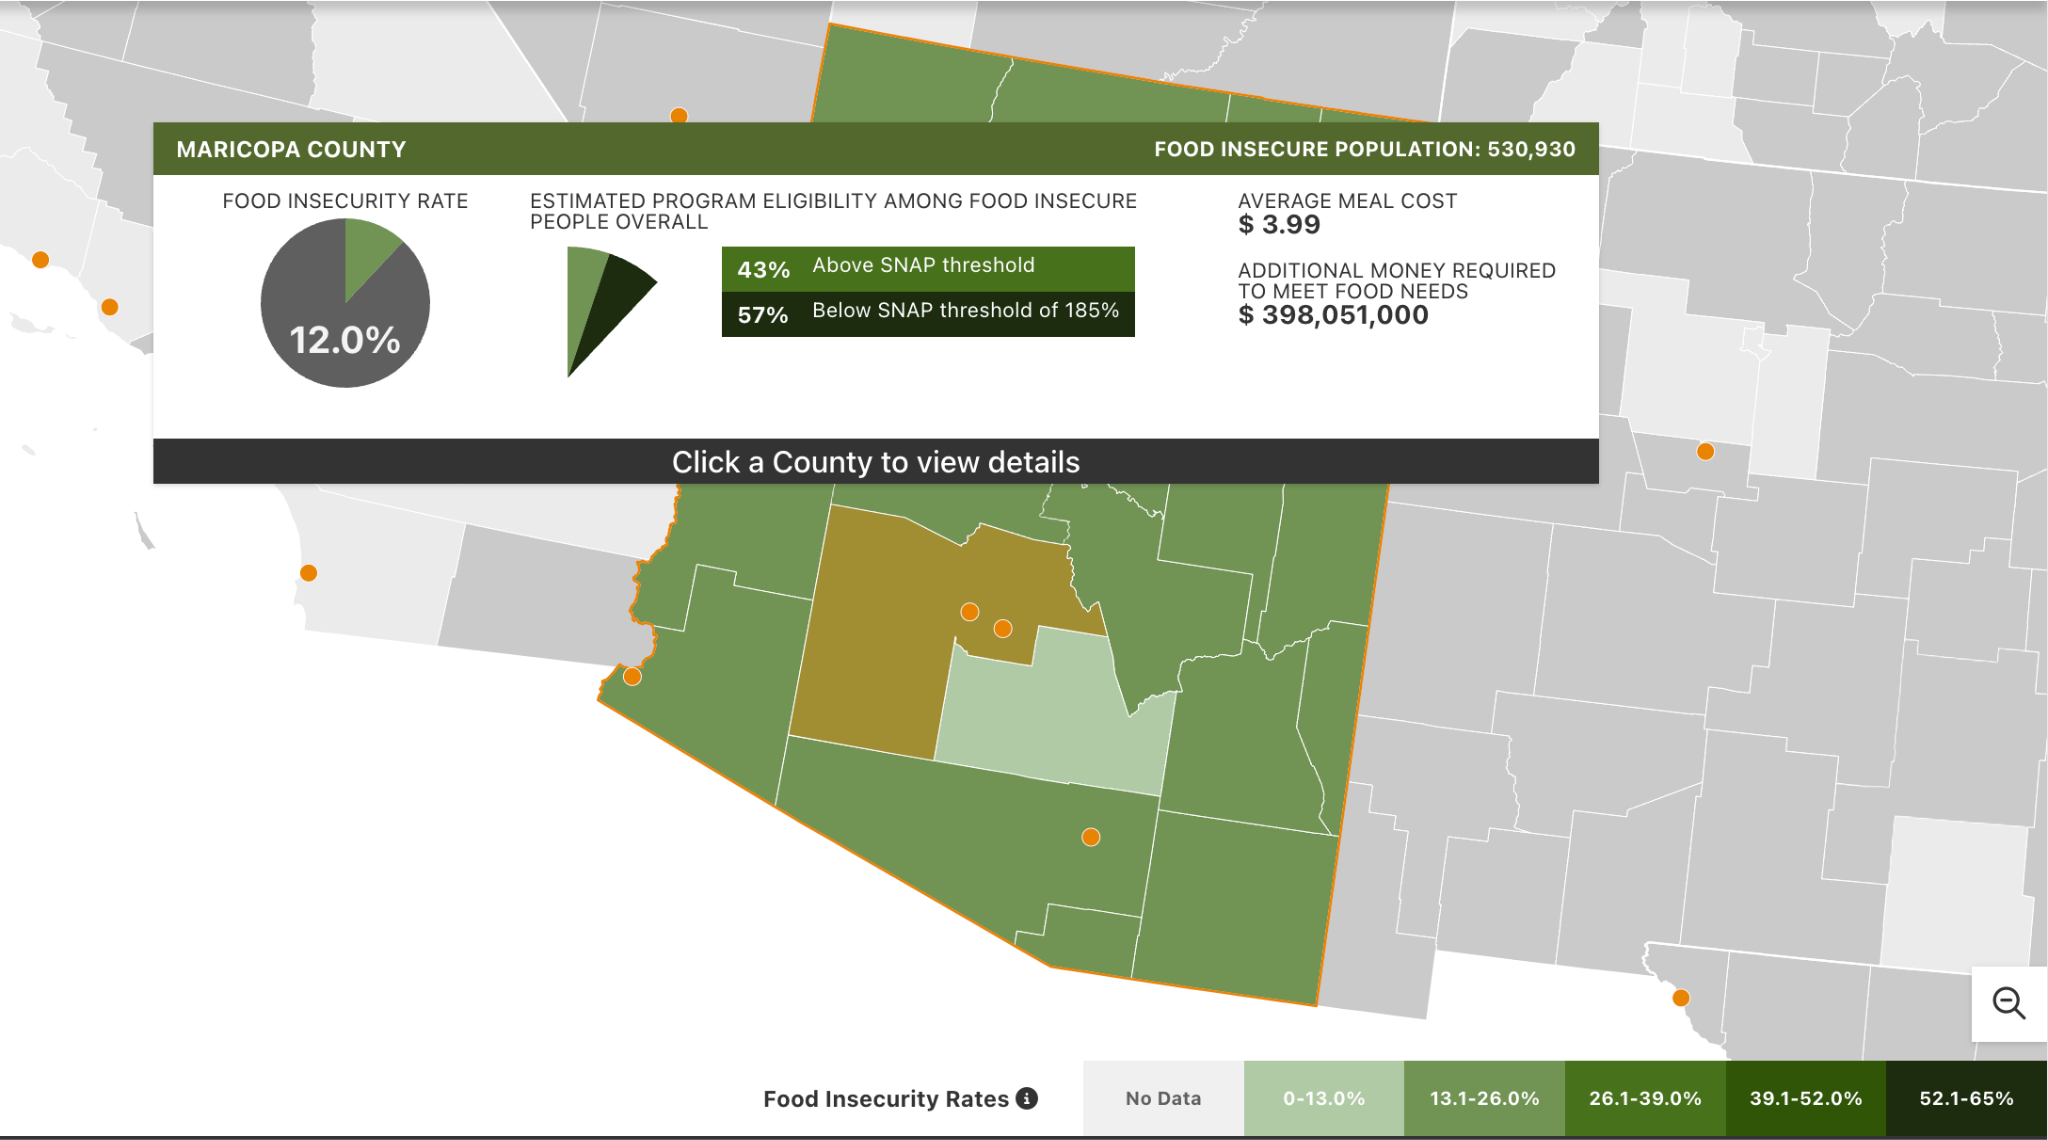 MARICOPA COUNTY
FOOD INSECURE POPULATION: 530,930
FOOD INSECURITY RATE
12.0%
ESTIMATED PROGRAM ELIGIBILITY AMONG FOOD INSECURE
PEOPLE OVERALL
43% Above SNAP threshold
57% Below SNAP threshold of 185%
AVERAGE MEAL COST
$ 3.99
ADDITIONAL MONEY REQUIRED
TO MEET FOOD NEEDS
$ 398,051,000
Click a County to view details
Food Insecurity Rates
No Data
0-13.0%
13.1-26.0%
26.1-39.0%
39.1-52.0%
52.1-65%